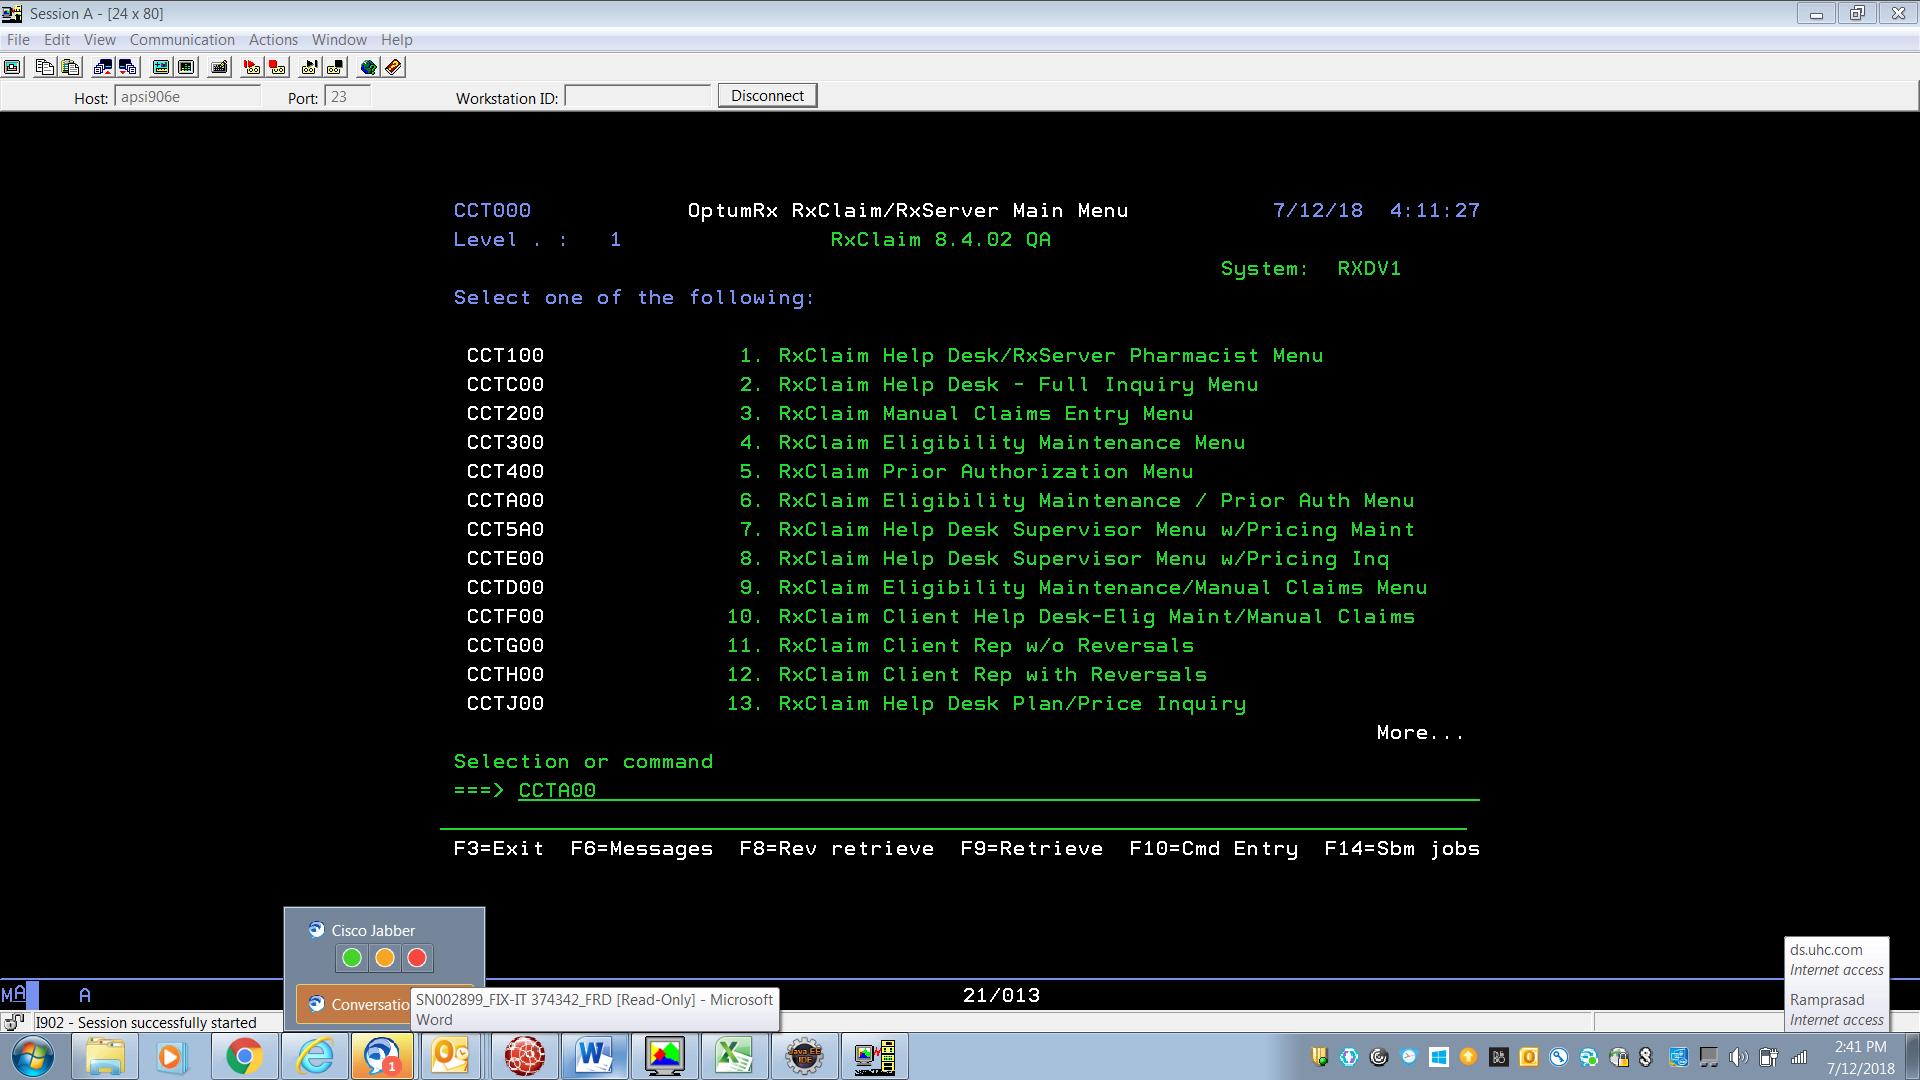 Session A - [24 x 80]
File Edit View Communication Actions Window Help
Host: apsi906e Port: 23 Workstation ID: Disconnect
CCT000 OptumRx RxClaim/RxServer Main Menu 7/12/18 4:11:27
Level . : 1 RxClaim 8.4.02 QA
System: RXDV1
Select one of the following:
CCT100 1. RxClaim Help Desk/RxServer Pharmacist Menu
CCTC00 2. RxClaim Help Desk - Full Inquiry Menu
CCT200 3. RxClaim Manual Claims Entry Menu
CCT300 4. RxClaim Eligibility Maintenance Menu
CCT400 5. RxClaim Prior Authorization Menu
CCTA00 6. RxClaim Eligibility Maintenance / Prior Auth Menu
CCT5A0 7. RxClaim Help Desk Supervisor Menu w/Pricing Maint
CCTE00 8. RxClaim Help Desk Supervisor Menu w/Pricing Inq
CCTD00 9. RxClaim Eligibility Maintenance/Manual Claims Menu
CCTF00 10. RxClaim Client Help Desk-Elig Maint/Manual Claims
CCTG00 11. RxClaim Client Rep w/o Reversals
CCTH00 12. RxClaim Client Rep with Reversals
CCTJ00 13. RxClaim Help Desk Plan/Price Inquiry
More...
Selection or command
===> CCTA00
F3=Exit F6=Messages F8=Rev retrieve F9=Retrieve F10=Cmd Entry F14=Sbm jobs
Cisco Jabber
Conversatio
SN002899_FIX-IT 374342_FRD [Read-Only] - Microsoft
Word
ds.uhc.com
Internet access
Ramprasad
Internet access
MA A 21/013
I902 - Session successfully started
1
Java EE
IDE
2:41 PM
7/12/2018